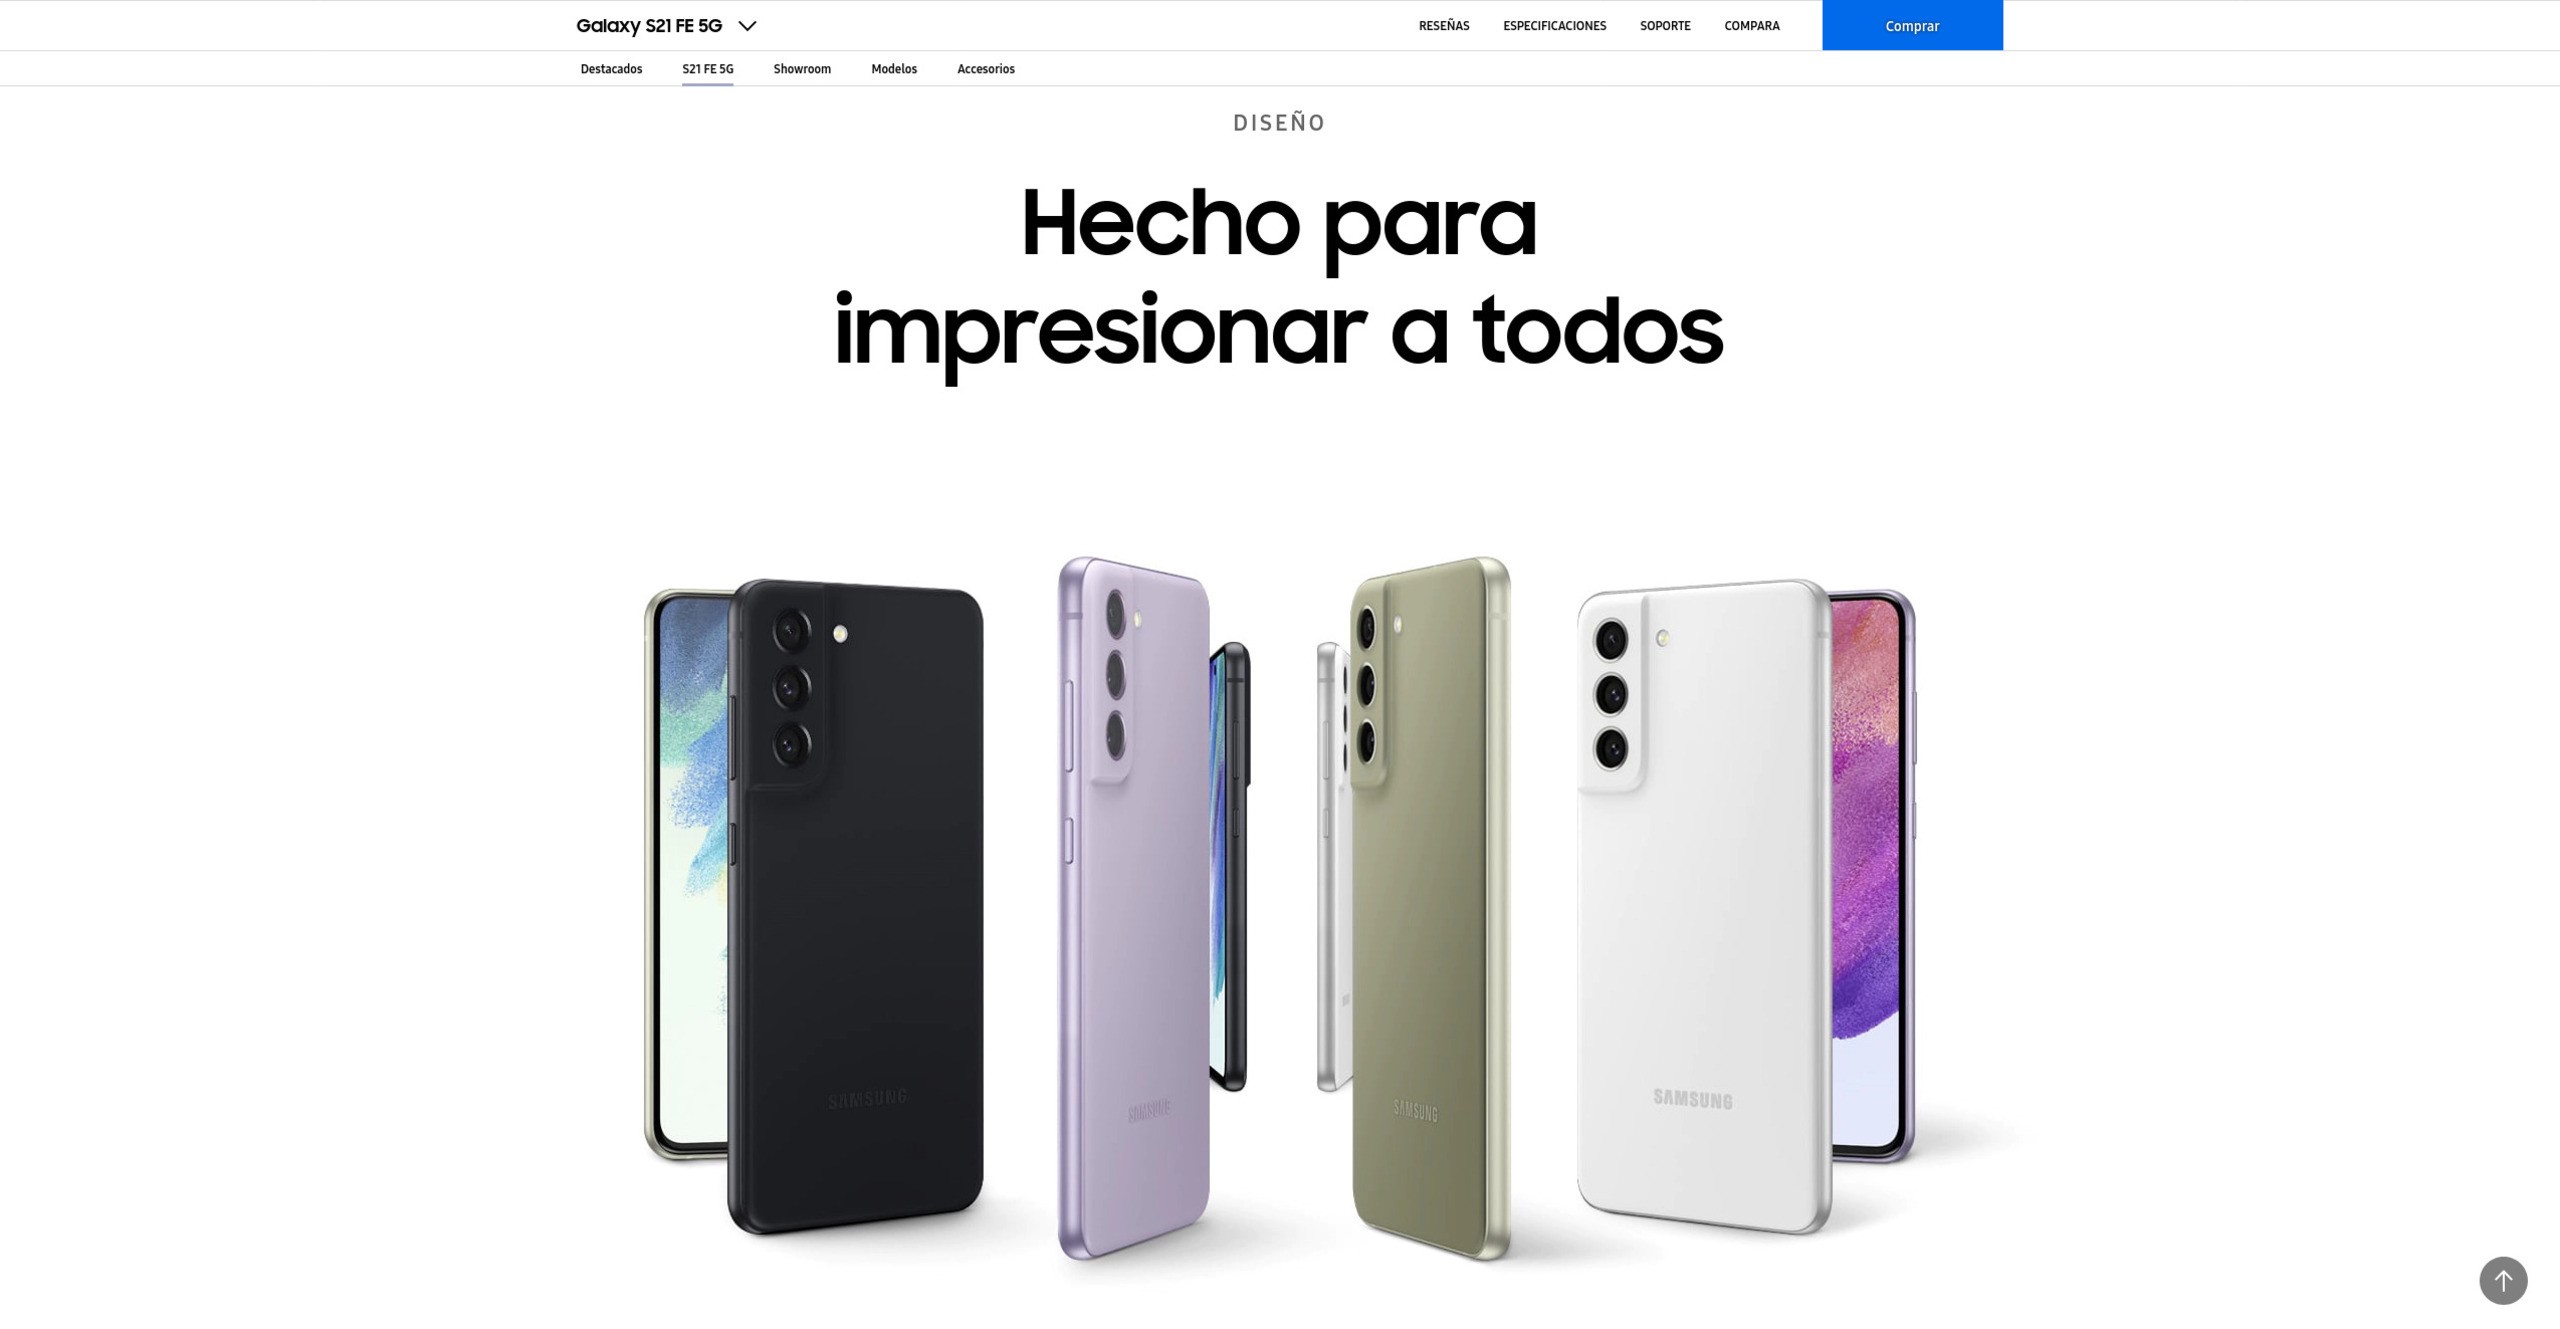 Galaxy S21 FE 5G
RESEÑAS
ESPECIFICACIONES
SOPORTE
COMPARA
Comprar
Destacados
S21 FE 5G
Showroom
Modelos
Accesorios
DISEÑO
Hecho para
impresionar a todos
SAMSUNG
SAMSUNG
SAMSUNG
SAMSUNG